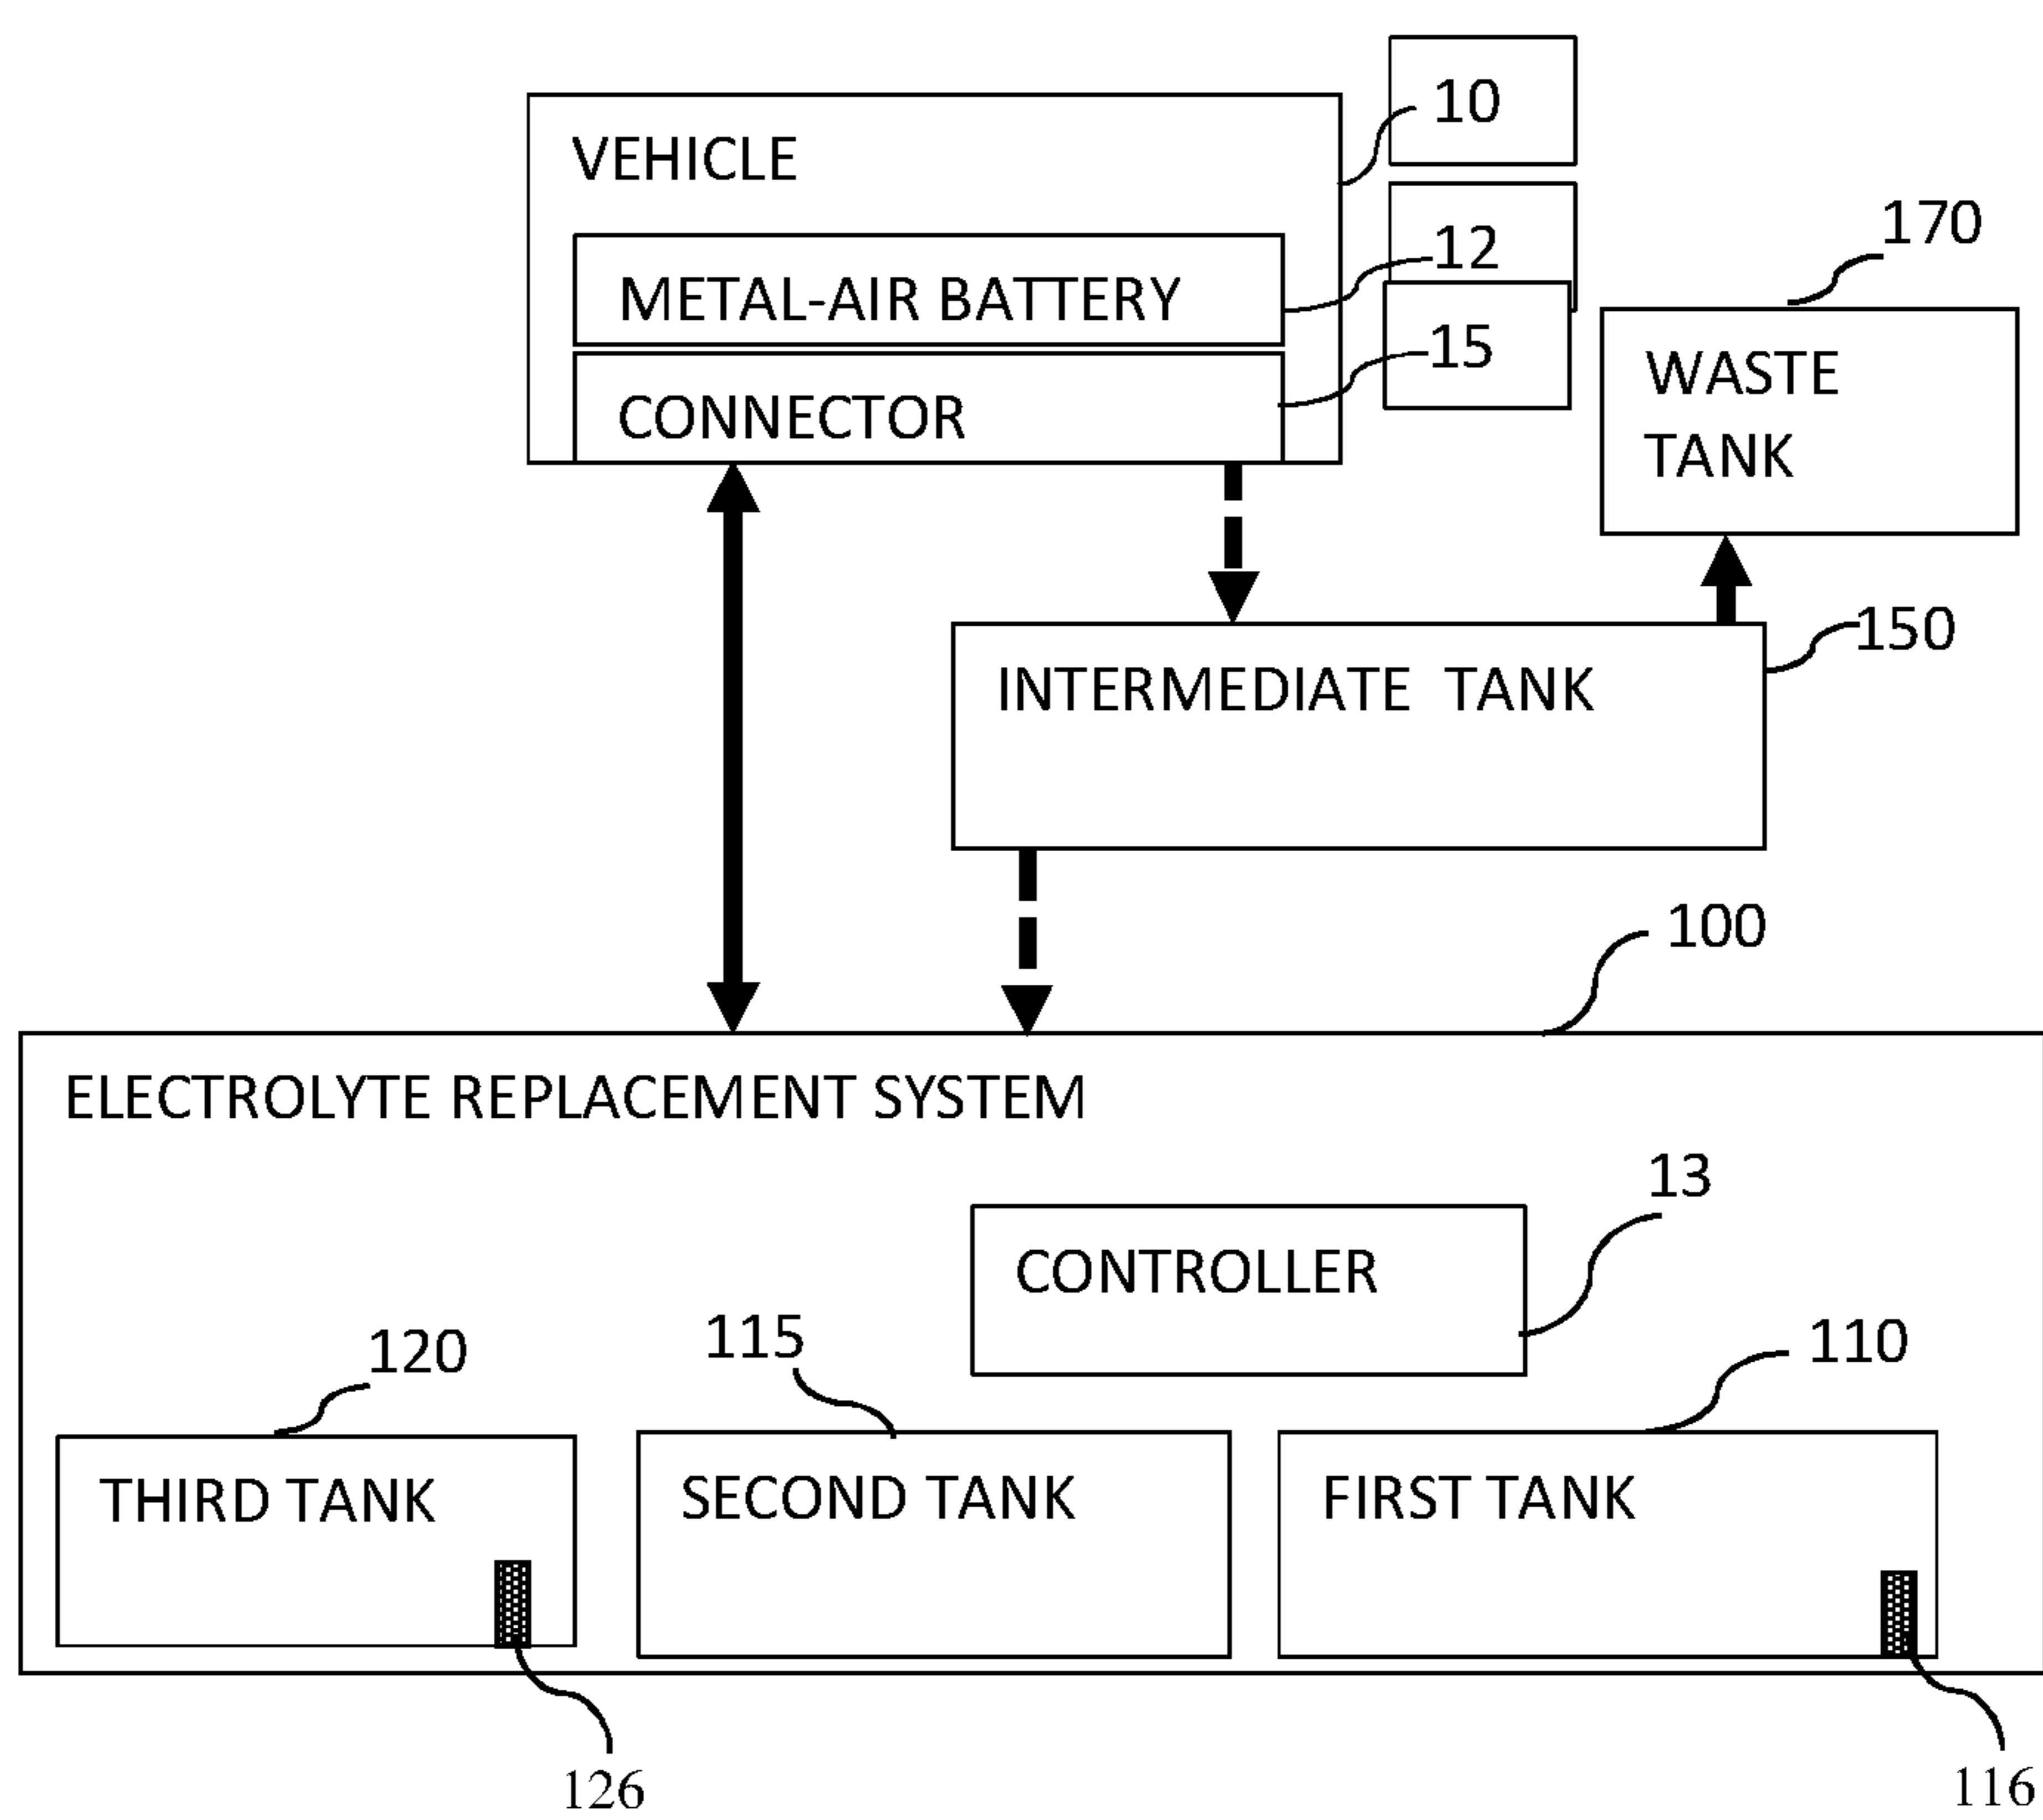 10
VEHICLE
12
170
METAL-AIR BATTERY
15
WASTE
TANK
CONNECTOR
150
INTERMEDIATE TANK
100
ELECTROLYTE REPLACEMENT SYSTEM
13
CONTROLLER
120
115
110
THIRD TANK
SECOND TANK
FIRST TANK
126
116